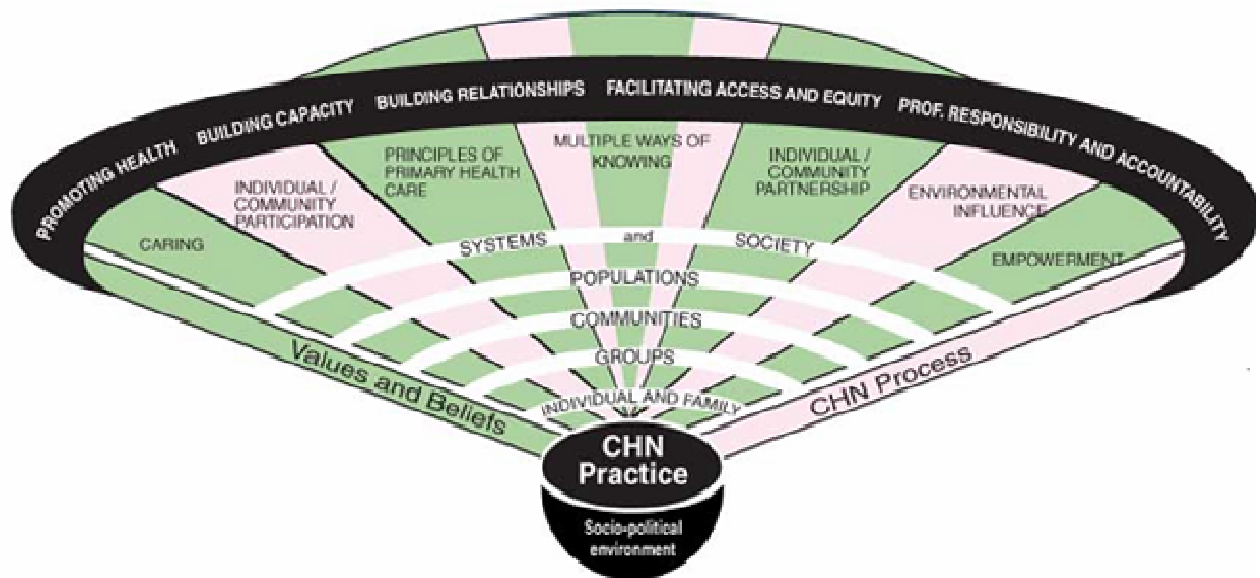 PROMOTING HEALTH BUILDING CAPACITY BUILDING RELATIONSHIPS FACILITATING ACCESS AND EQUITY PROF. RESPONSIBILITY AND ACCOUNTABILITY
CARING
INDIVIDUAL /
COMMUNITY
PARTICIPATION
PRINCIPLES OF
PRIMARY HEALTH
CARE
MULTIPLE WAYS OF
KNOWING
INDIVIDUAL /
COMMUNITY
PARTNERSHIP
ENVIRONMENTAL
INFLUENCE
EMPOWERMENT
SYSTEMS and SOCIETY
POPULATIONS
COMMUNITIES
GROUPS
INDIVIDUAL AND FAMILY
Values and Beliefs
CHN Process
CHN
Practice
Socio-political
environment